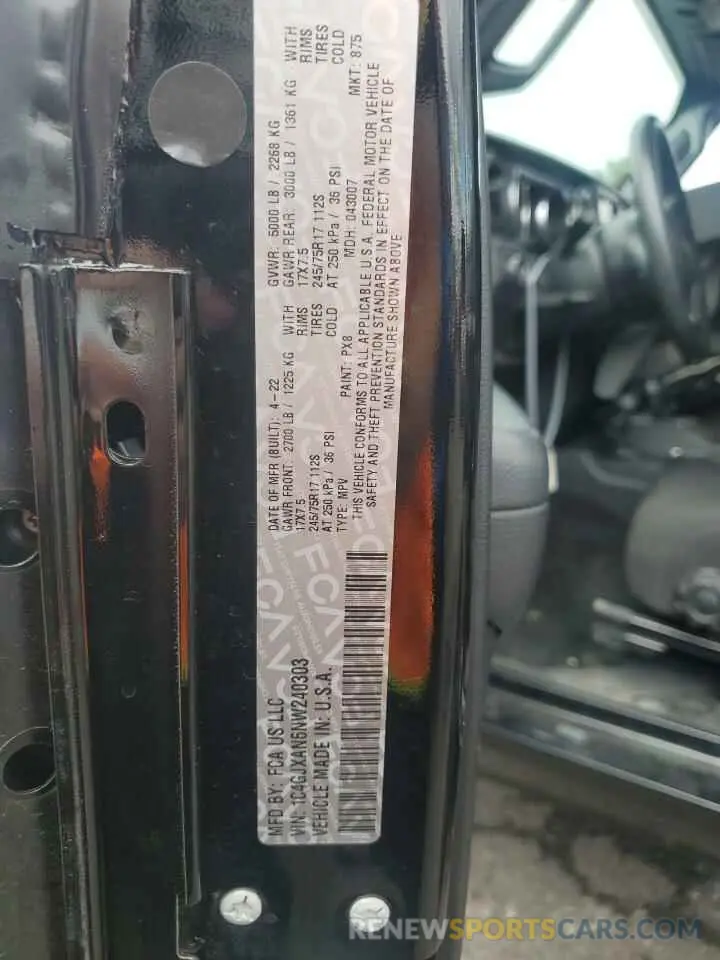 MFD BY: FCA US LLC
DATE OF MFR (BUILT): 4-22
GVWR: 5000 LB / 2268 KG
VIN: 1C4GJXAN5NW240303
GAWR FRONT: 2700 LB / 1225 KG WITH
GAWR REAR: 3000 LB / 1361 KG WITH
VEHICLE MADE IN: U.S.A.
17X7.5 RIMS
17X7.5 RIMS
245/75R17 112S TIRES
245/75R17 112S TIRES
AT 250 kPa / 36 PSI COLD
AT 250 kPa / 36 PSI COLD
TYPE: MPV
PAINT: PX8
MDH: 043007
MKT: 875
THIS VEHICLE CONFORMS TO ALL APPLICABLE U.S.A. FEDERAL MOTOR VEHICLE
SAFETY AND THEFT PREVENTION STANDARDS IN EFFECT ON THE DATE OF
MANUFACTURE SHOWN ABOVE
RENEWSPORTSCARS.COM